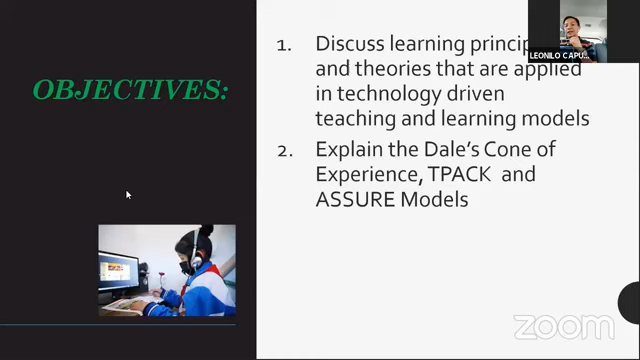 OBJECTIVES:
1. Discuss learning
and theories that are applied
in technology driven
teaching and learning models
2. Explain the Dale's Cone of
Experience, TPACK and
ASSURE Models
LEONILO CAPU...
zoom